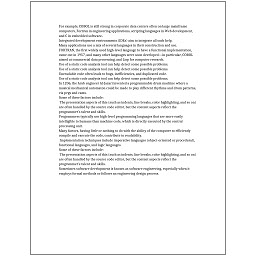 For example, COBOL is still strong in corporate data centers often on large mainframe
computers, Fortran in engineering applications, scripting languages in Web development,
and C in embedded software.
Integrated development environments (IDEs) aim to integrate all such help.
Many applications use a mix of several languages in their construction and use.
FORTRAN, the first widely used high-level language to have a functional implementation,
came out in 1957, and many other languages were soon developed—in particular, COBOL
aimed at commercial data processing, and Lisp for computer research.
Use of a static code analysis tool can help detect some possible problems.
Use of a static code analysis tool can help detect some possible problems.
Unreadable code often leads to bugs, inefficiencies, and duplicated code.
Use of a static code analysis tool can help detect some possible problems.
In 1206, the Arab engineer Al-Jazari invented a programmable drum machine where a
musical mechanical automaton could be made to play different rhythms and drum patterns,
via pegs and cams.
Some of these factors include:
The presentation aspects of this (such as indents, line breaks, color highlighting, and so on)
are often handled by the source code editor, but the content aspects reflect the
programmer's talent and skills.
Programmers typically use high-level programming languages that are more easily
intelligible to humans than machine code, which is directly executed by the central
processing unit.
Many factors, having little or nothing to do with the ability of the computer to efficiently
compile and execute the code, contribute to readability.
Implementation techniques include imperative languages (object-oriented or procedural),
functional languages, and logic languages.
Some of these factors include:
The presentation aspects of this (such as indents, line breaks, color highlighting, and so on)
are often handled by the source code editor, but the content aspects reflect the
programmer's talent and skills.
Sometimes software development is known as software engineering, especially when it
employs formal methods or follows an engineering design process.